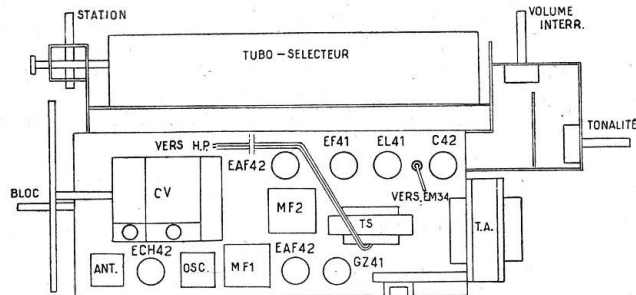 STATION
VOLUME
INTERR.
TUBO-SELECTEUR
TONALITÉ
VERS H.P.
EAF42
EF41
EL41
C42
VERS EM34
BLOC
CV
MF2
TS
T.A.
ECH42
EAF42
GZ41
ANT.
OSC.
MF1